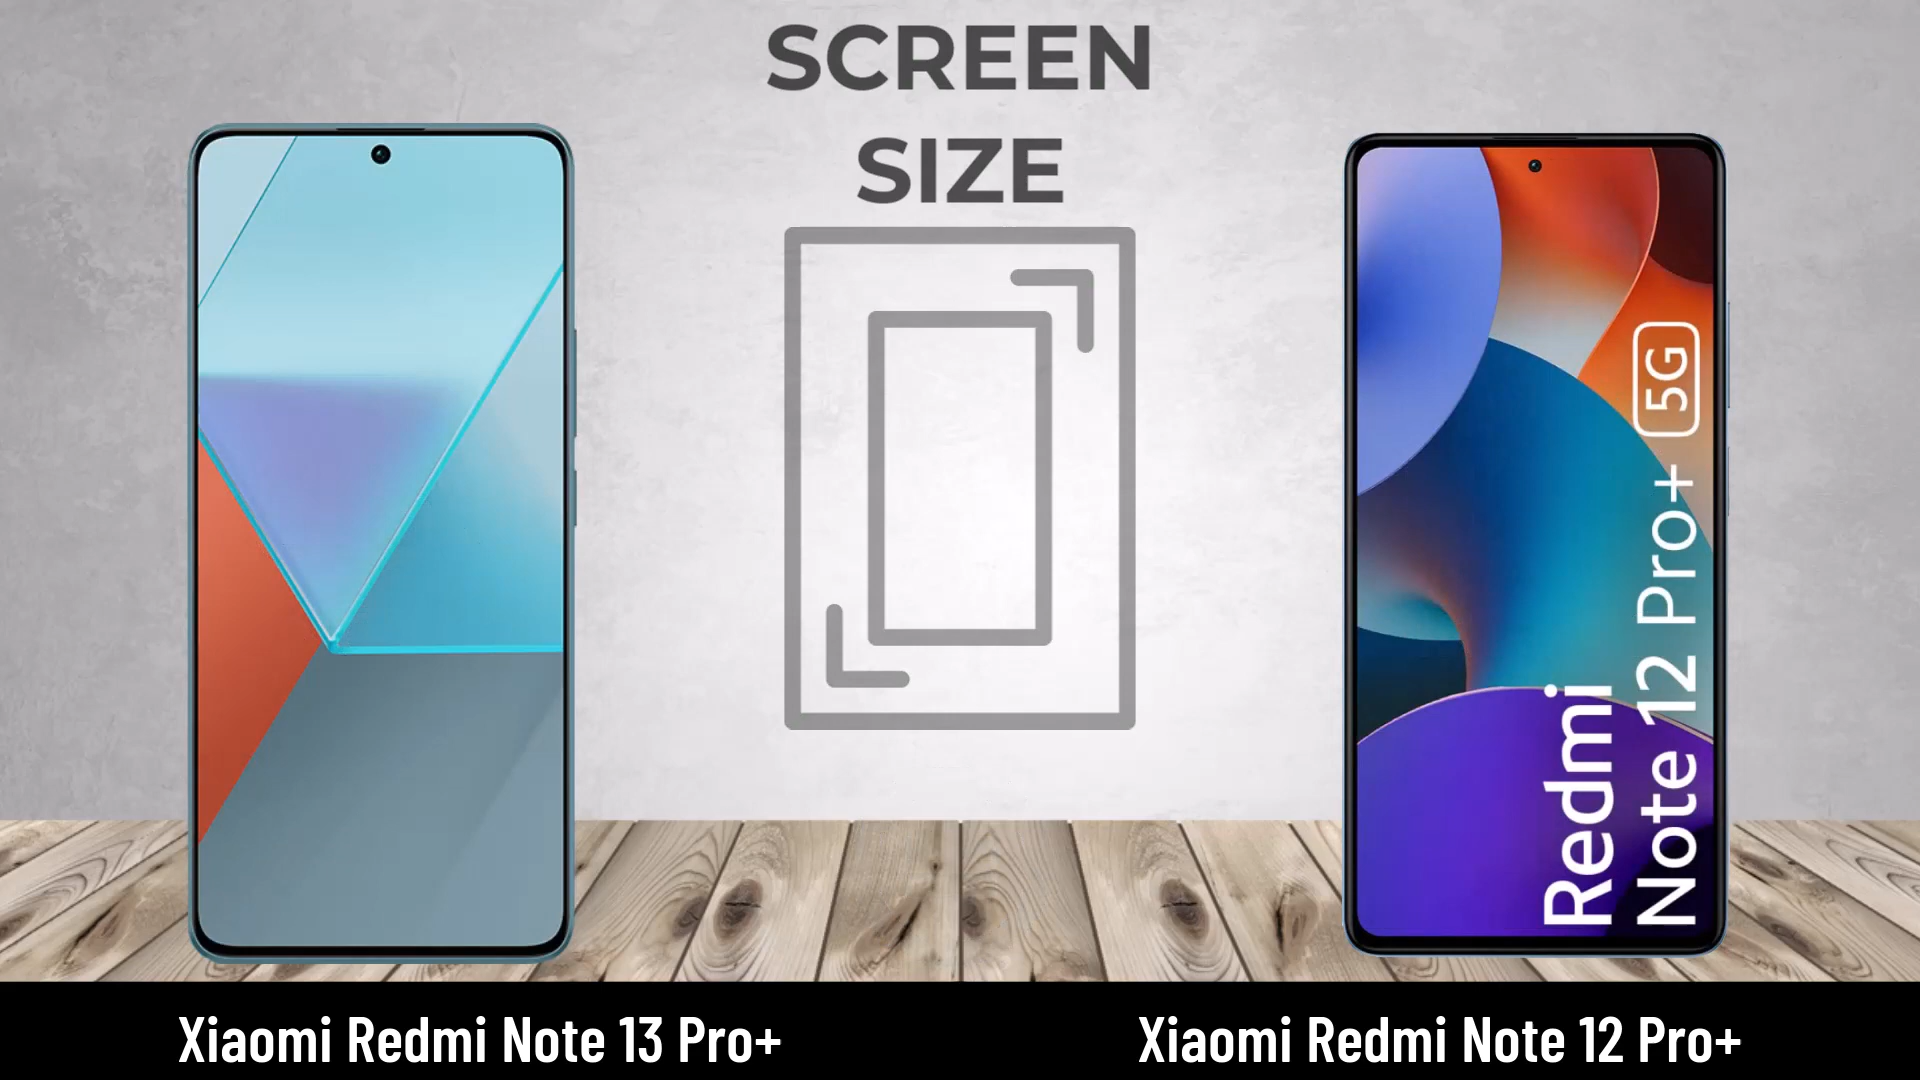 SCREEN
SIZE
Redmi
Note 12 Pro+ 5G
Xiaomi Redmi Note 13 Pro+
Xiaomi Redmi Note 12 Pro+